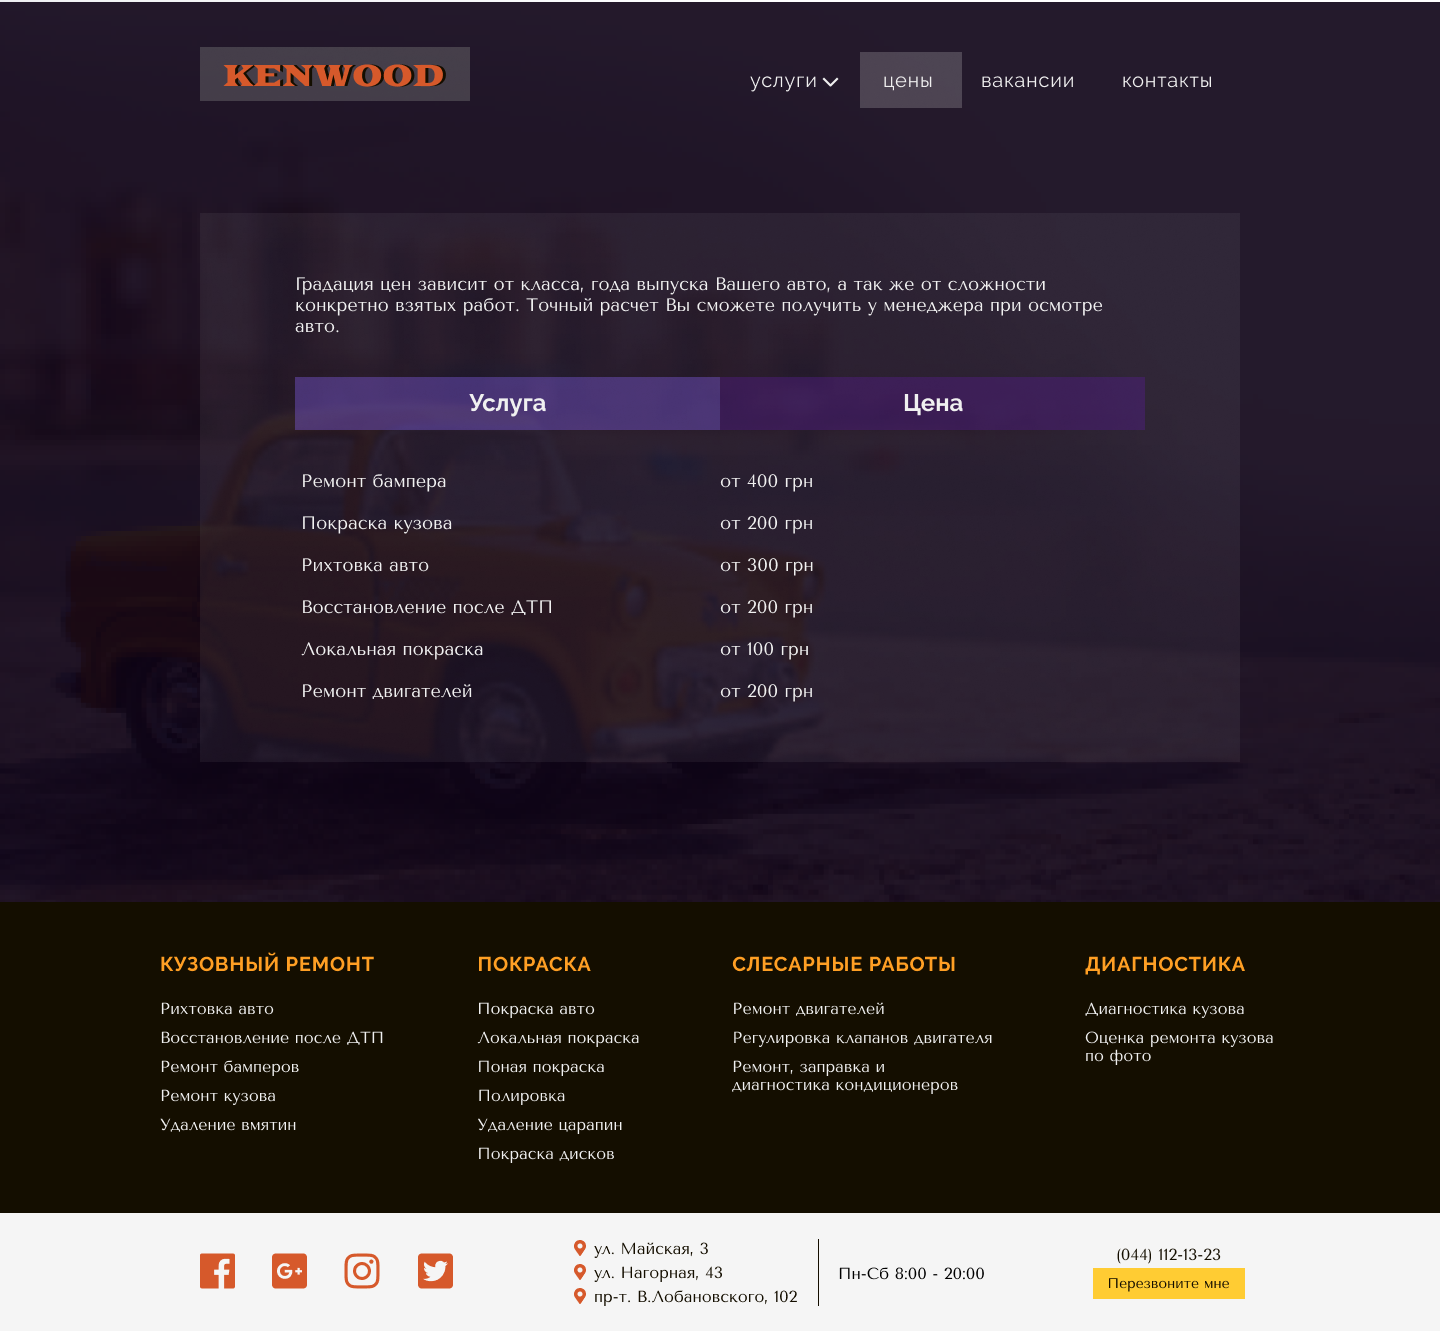 KENWOOD
услуги цены вакансии контакты
Градация цен зависит от класса, года выпуска Вашего авто, а так же от сложности
конкретно взятых работ. Точный расчет Вы сможете получить у менеджера при осмотре
авто.
Услуга Цена
Ремонт бампера от 400 грн
Покраска кузова от 200 грн
Рихтовка авто от 300 грн
Восстановление после ДТП от 200 грн
Локальная покраска от 100 грн
Ремонт двигателей от 200 грн
КУЗОВНЫЙ РЕМОНТ
Рихтовка авто
Восстановление после ДТП
Ремонт бамперов
Ремонт кузова
Удаление вмятин
ПОКРАСКА
Покраска авто
Локальная покраска
Поная покраска
Полировка
Удаление царапин
Покраска дисков
СЛЕСАРНЫЕ РАБОТЫ
Ремонт двигателей
Регулировка клапанов двигателя
Ремонт, заправка и
диагностика кондиционеров
ДИАГНОСТИКА
Диагностика кузова
Оценка ремонта кузова
по фото
ул. Майская, 3
ул. Нагорная, 43
пр-т. В.Лобановского, 102
Пн-Сб 8:00 - 20:00
(044) 112-13-23
Перезвоните мне